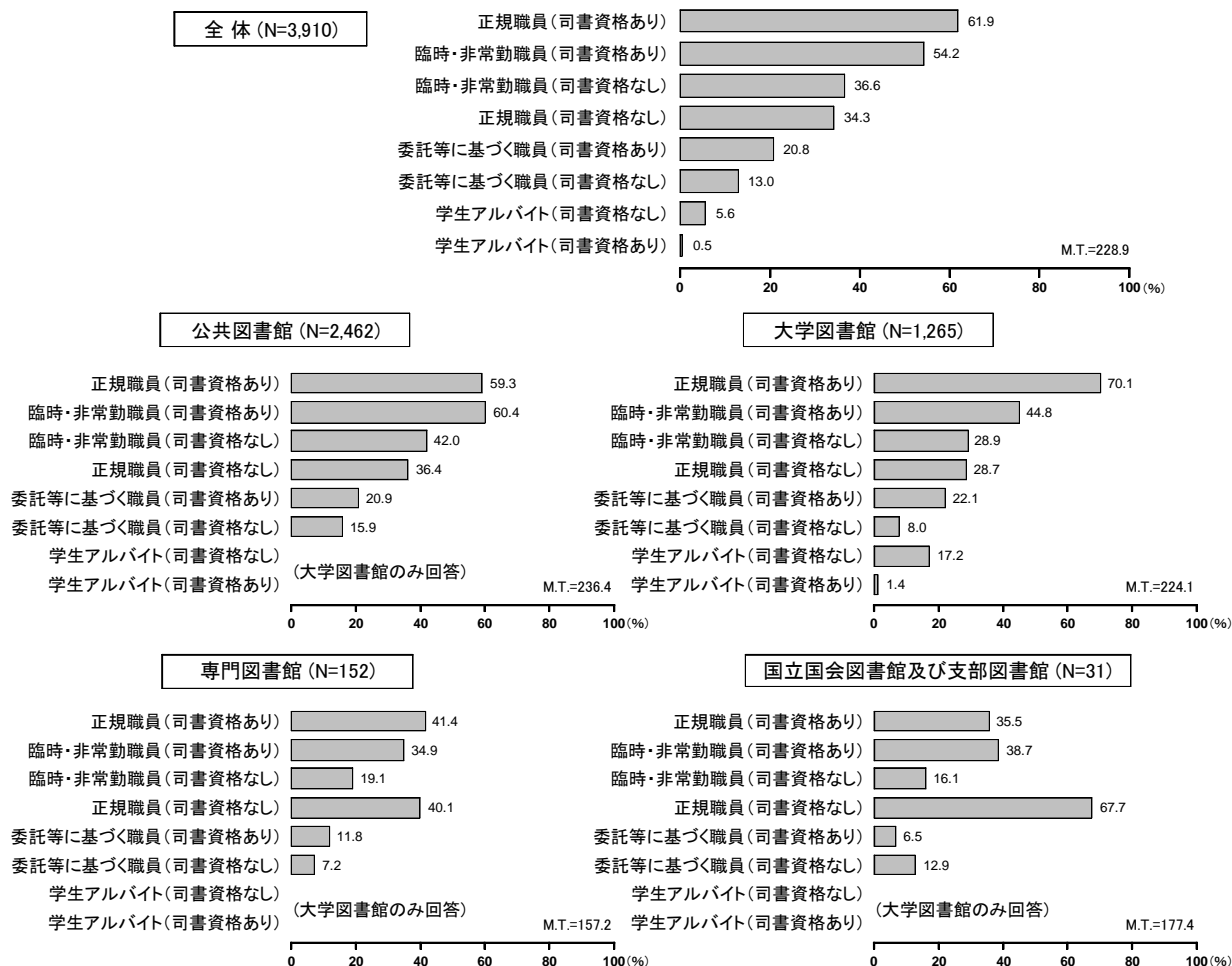 全 体 (N=3,910)
正規職員(司書資格あり) 61.9
臨時・非常勤職員(司書資格あり) 54.2
臨時・非常勤職員(司書資格なし) 36.6
正規職員(司書資格なし) 34.3
委託等に基づく職員(司書資格あり) 20.8
委託等に基づく職員(司書資格なし) 13.0
学生アルバイト(司書資格なし) 5.6
学生アルバイト(司書資格あり) 0.5
M.T.=228.9
0 20 40 60 80 100 (%)
公共図書館 (N=2,462)
正規職員(司書資格あり) 59.3
臨時・非常勤職員(司書資格あり) 60.4
臨時・非常勤職員(司書資格なし) 42.0
正規職員(司書資格なし) 36.4
委託等に基づく職員(司書資格あり) 20.9
委託等に基づく職員(司書資格なし) 15.9
学生アルバイト(司書資格なし)
(大学図書館のみ回答)
学生アルバイト(司書資格あり)
M.T.=236.4
0 20 40 60 80 100(%)
大学図書館 (N=1,265)
正規職員(司書資格あり) 70.1
臨時・非常勤職員(司書資格あり) 44.8
臨時・非常勤職員(司書資格なし) 28.9
正規職員(司書資格なし) 28.7
委託等に基づく職員(司書資格あり) 22.1
委託等に基づく職員(司書資格なし) 8.0
学生アルバイト(司書資格なし) 17.2
学生アルバイト(司書資格あり) 1.4
M.T.=224.1
0 20 40 60 80 100(%)
専門図書館 (N=152)
正規職員(司書資格あり) 41.4
臨時・非常勤職員(司書資格あり) 34.9
臨時・非常勤職員(司書資格なし) 19.1
正規職員(司書資格なし) 40.1
委託等に基づく職員(司書資格あり) 11.8
委託等に基づく職員(司書資格なし) 7.2
学生アルバイト(司書資格なし)
(大学図書館のみ回答)
学生アルバイト(司書資格あり)
M.T.=157.2
0 20 40 60 80 100(%)
国立国会図書館及び支部図書館 (N=31)
正規職員(司書資格あり) 35.5
臨時・非常勤職員(司書資格あり) 38.7
臨時・非常勤職員(司書資格なし) 16.1
正規職員(司書資格なし) 67.7
委託等に基づく職員(司書資格あり) 6.5
委託等に基づく職員(司書資格なし) 12.9
学生アルバイト(司書資格なし)
(大学図書館のみ回答)
学生アルバイト(司書資格あり)
M.T.=177.4
0 20 40 60 80 100(%)